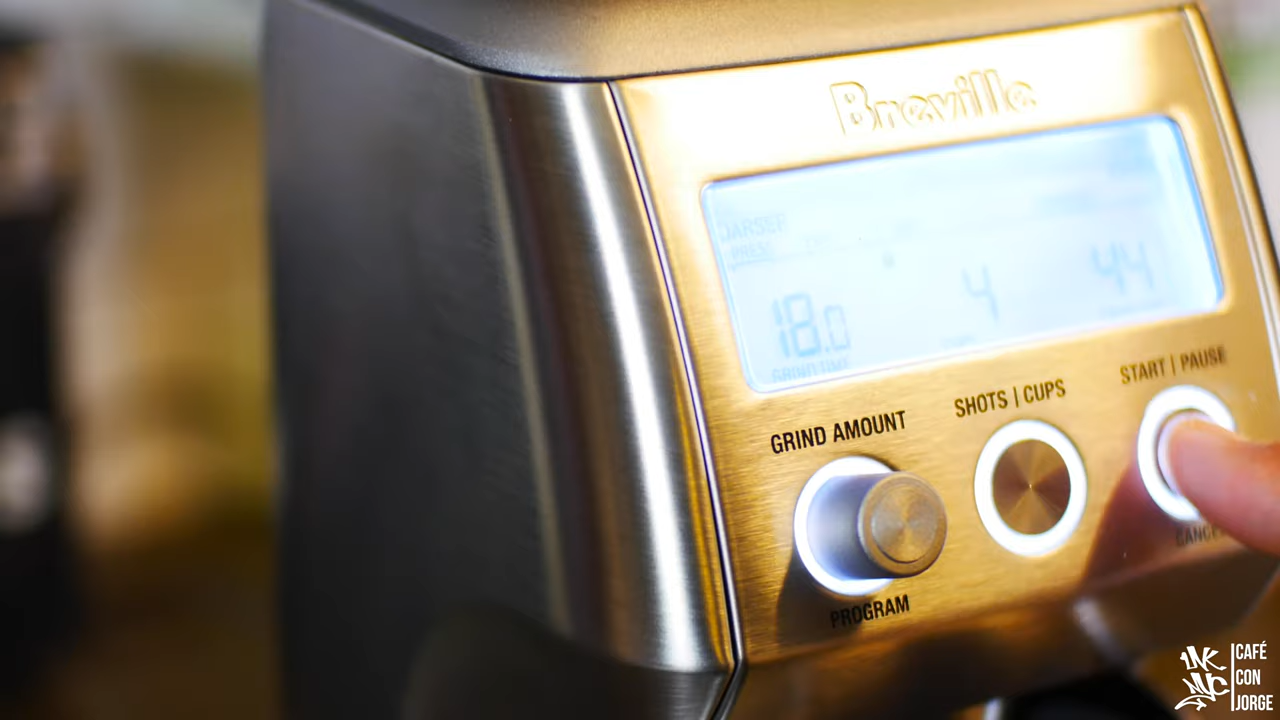 Breville
18.0
4
44
GRIND AMOUNT
SHOTS | CUPS
START | PAUSE
PROGRAM
CAFÉ
CON
JORGE